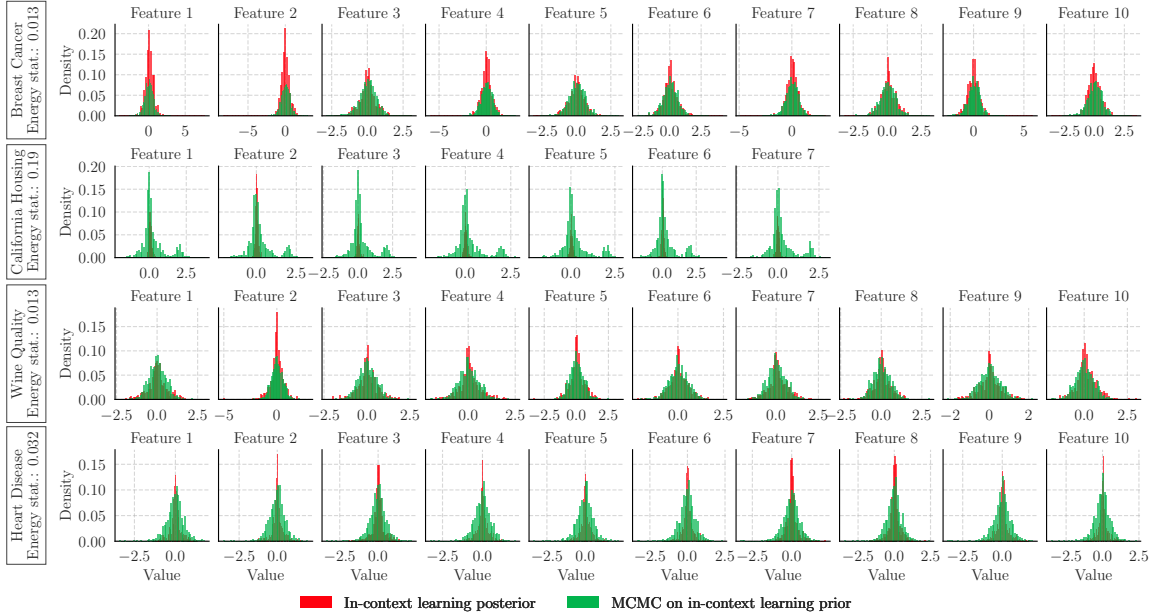 Breast Cancer
Energy stat.: 0.013
Feature 1 Feature 2 Feature 3 Feature 4 Feature 5 Feature 6 Feature 7 Feature 8 Feature 9 Feature 10
Density
0.20
0.15
0.10
0.05
0.00
0 5 −5 0 −2.5 0.0 2.5 −5 0 −2.5 0.0 2.5 −2.5 0.0 2.5 −5 0 −2.5 0.0 2.5 0 5 −2.5 0.0 2.5
California Housing
Energy stat.: 0.19
Feature 1 Feature 2 Feature 3 Feature 4 Feature 5 Feature 6 Feature 7
Density
0.20
0.15
0.10
0.05
0.00
0.0 2.5 0.0 2.5 −2.5 0.0 2.5 0.0 2.5 0.0 2.5 0.0 2.5 −2.5 0.0 2.5
Wine Quality
Energy stat.: 0.013
Feature 1 Feature 2 Feature 3 Feature 4 Feature 5 Feature 6 Feature 7 Feature 8 Feature 9 Feature 10
Density
0.15
0.10
0.05
0.00
−2.5 0.0 2.5 −5 0 −2.5 0.0 2.5 −2.5 0.0 2.5 0.0 2.5 0.0 2.5 −2.5 0.0 2.5 0.0 2.5 −2 0 2 0.0 2.5
Heart Disease
Energy stat.: 0.032
Feature 1 Feature 2 Feature 3 Feature 4 Feature 5 Feature 6 Feature 7 Feature 8 Feature 9 Feature 10
Density
0.15
0.10
0.05
0.00
−2.5 0.0 −2.5 0.0 −2.5 0.0 2.5 −2.5 0.0 2.5 −2.5 0.0 2.5 −2.5 0.0 −2.5 0.0 2.5 −2.5 0.0 2.5 −2.5 0.0 −2.5 0.0 2.5
Value Value Value Value Value Value Value Value Value Value
In-context learning posterior MCMC on in-context learning prior